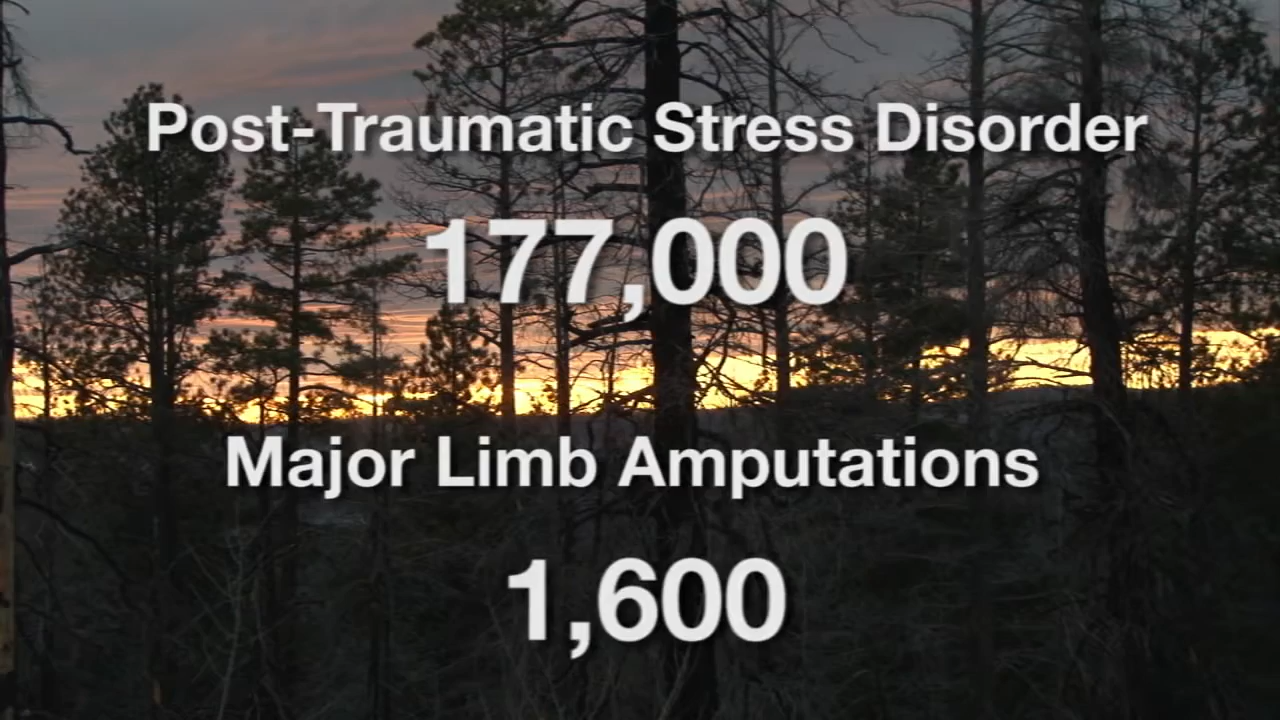 Post-Traumatic Stress Disorder
177,000
Major Limb Amputations
1,600